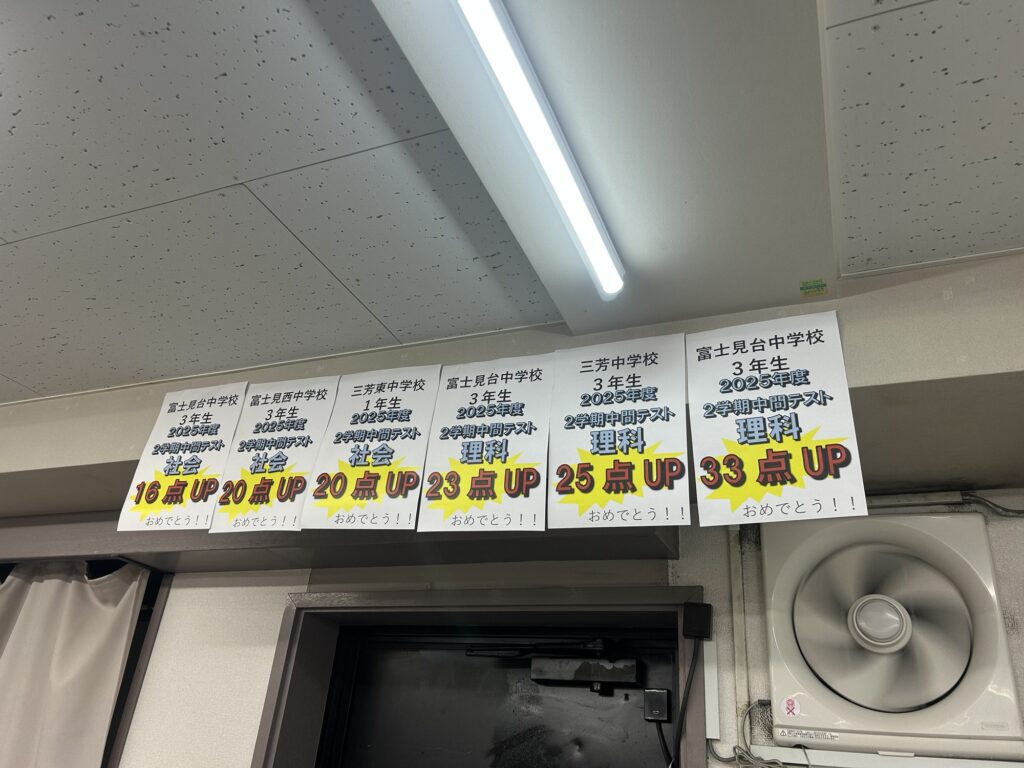 富士見台中学校
3年生
2025年度
2学期中間テスト
社会
16点UP
おめでとう！！
富士見西中学校
3年生
2025年度
2学期中間テスト
社会
20点UP
おめでとう！！
三芳東中学校
1年生
2025年度
2学期中間テスト
社会
20点UP
おめでとう！！
富士見台中学校
3年生
2025年度
2学期中間テスト
理科
23点UP
おめでとう！！
三芳中学校
3年生
2025年度
2学期中間テスト
理科
25点UP
おめでとう！！
富士見台中学校
3年生
2025年度
2学期中間テスト
理科
33点UP
おめでとう！！